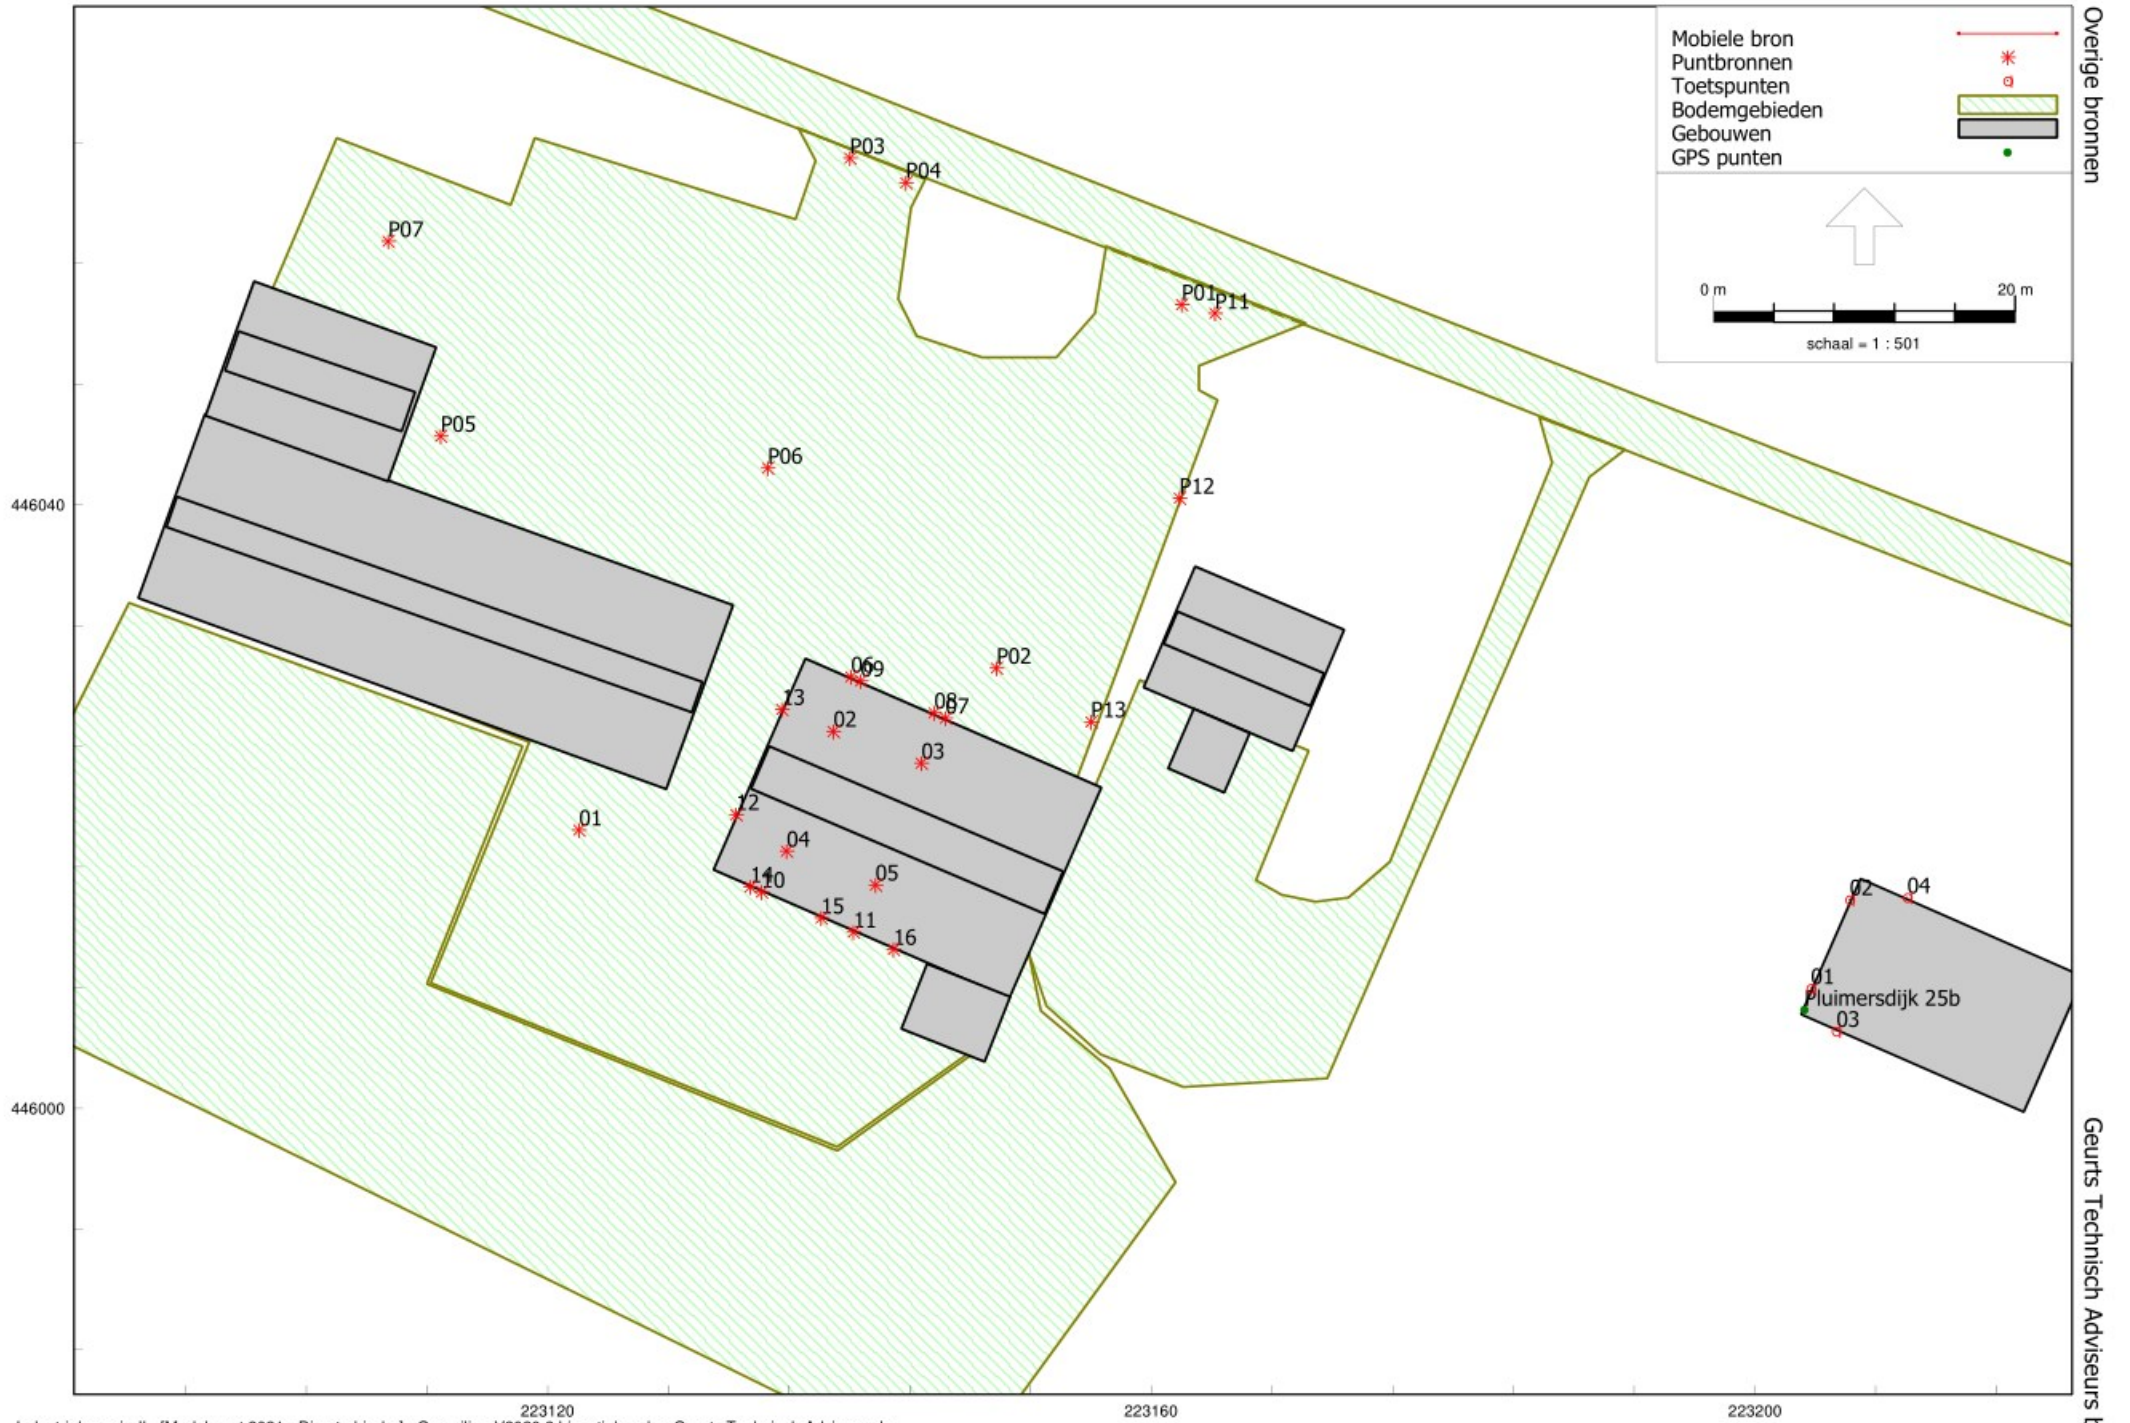 Mobiele bron
Puntbronnen
Toetspunten
Bodemgebieden
Gebouwen
GPS punten
0 m
20 m
schaal = 1 : 501
Overige bronnen
P03
P04
P07
P01
P11
P05
P06
446040
P12
P02
06
09
13
08
07
P13
02
03
12
01
04
14
10
05
15
11
16
02
04
01
Pluimersdijk 25b
03
446000
Geurts Technisch Adviseurs b
223120
223160
223200